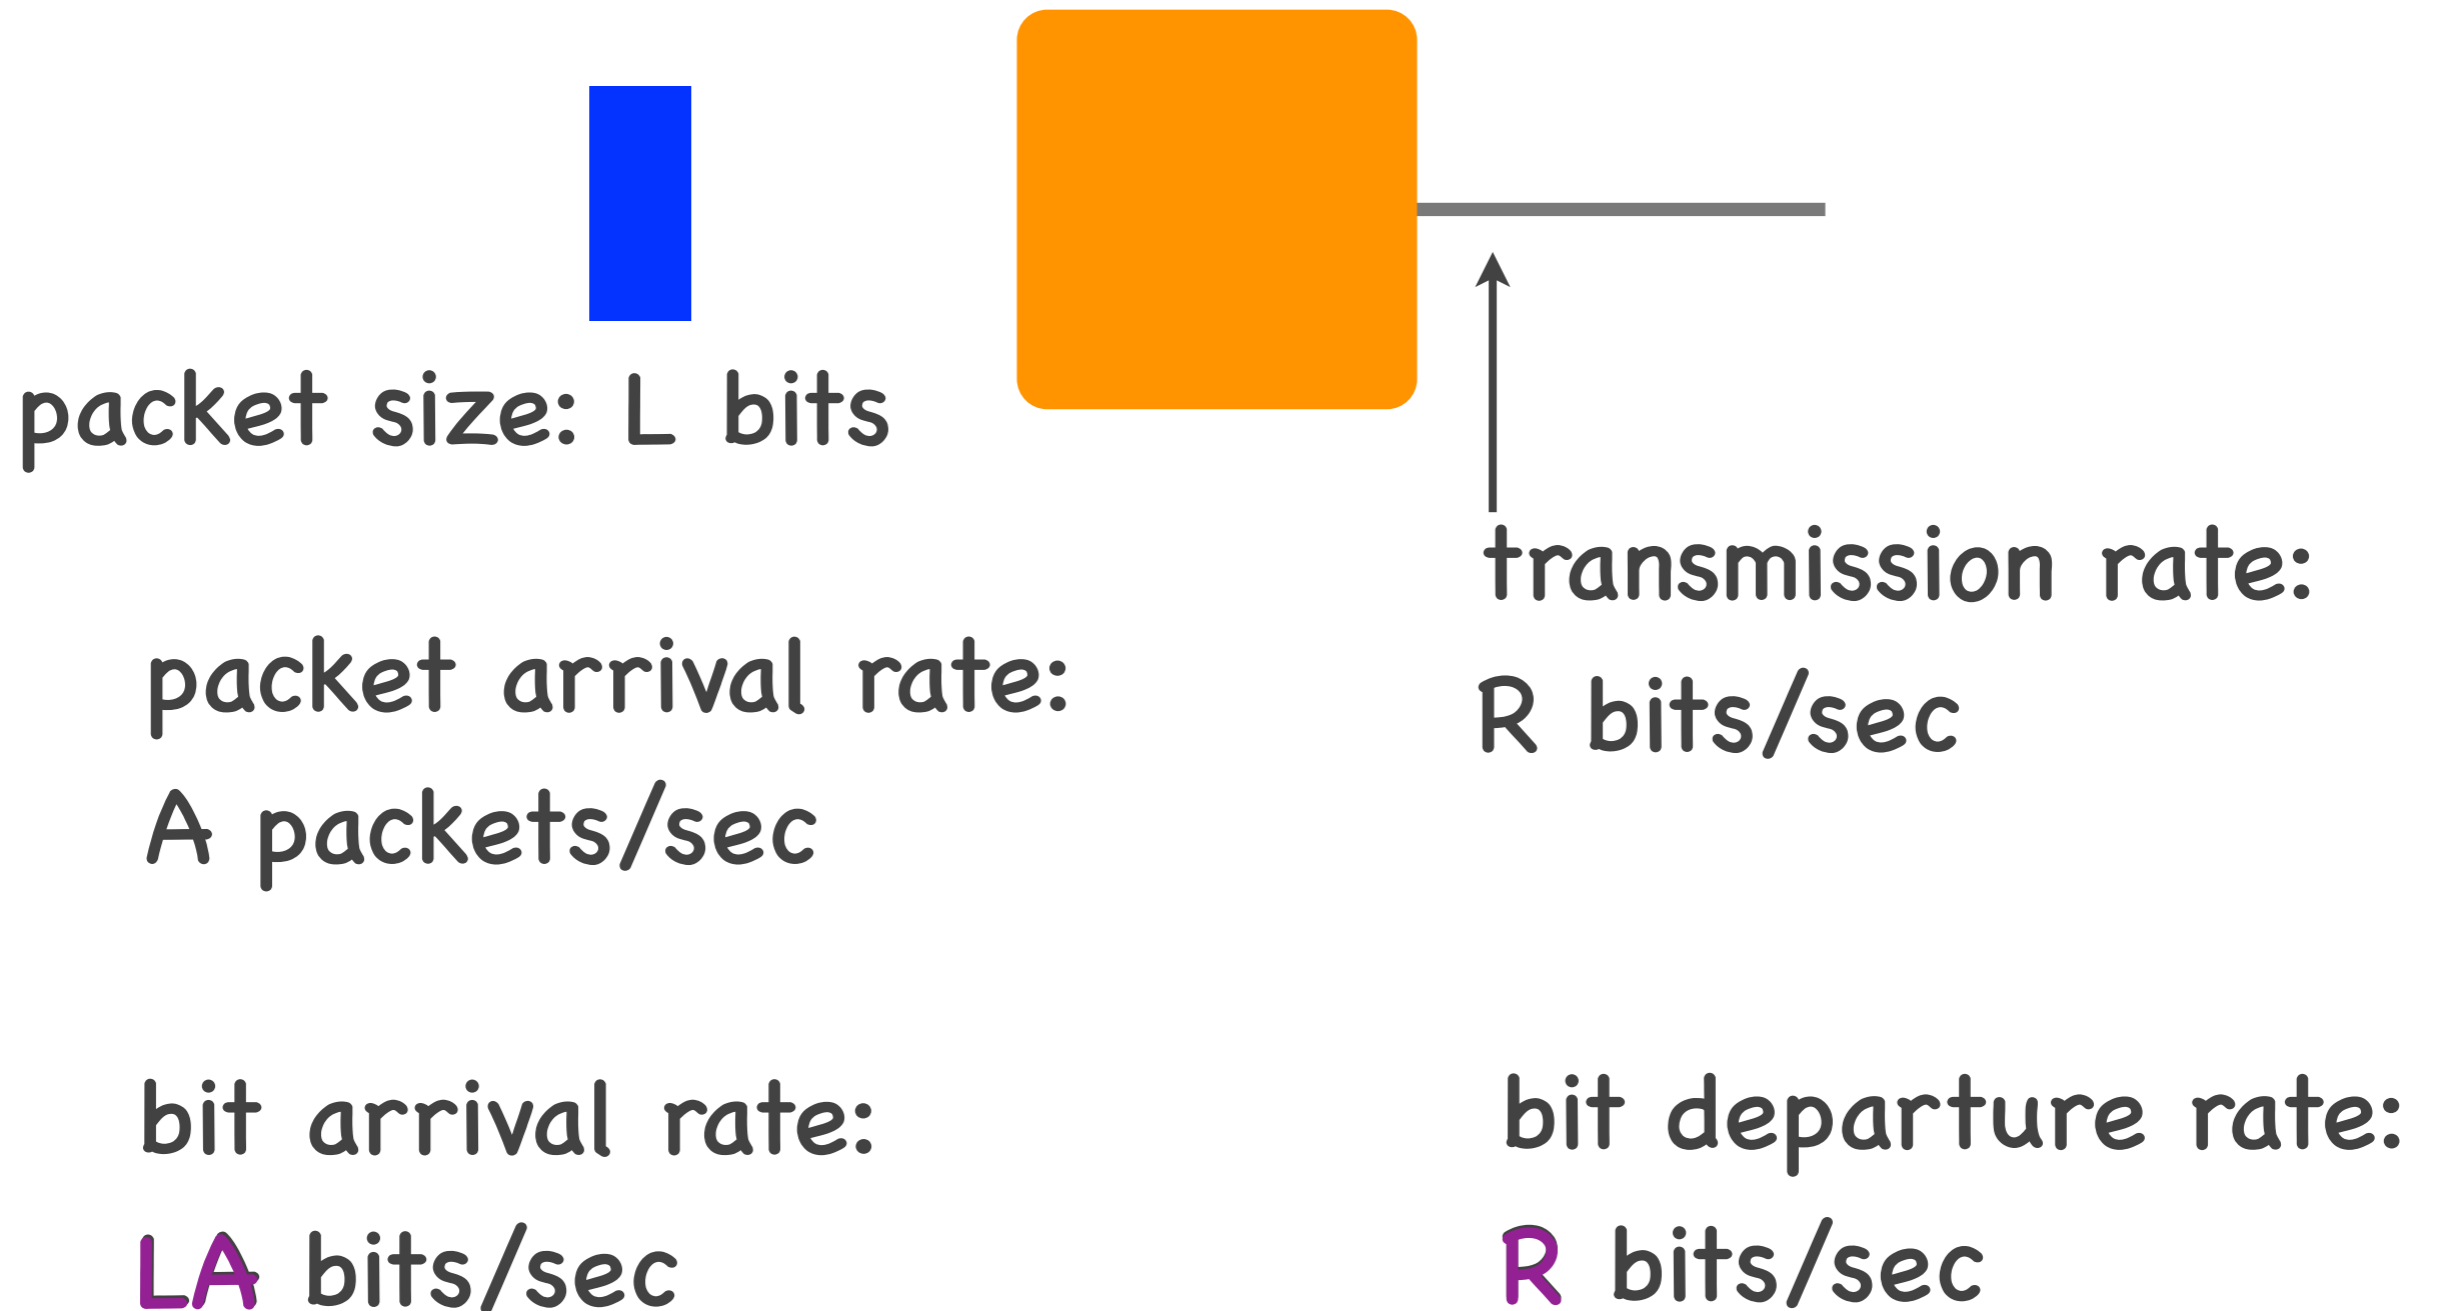 packet size: L bits
transmission rate:
R bits/sec
packet arrival rate:
A packets/sec
bit arrival rate:
LA bits/sec
bit departure rate:
R bits/sec